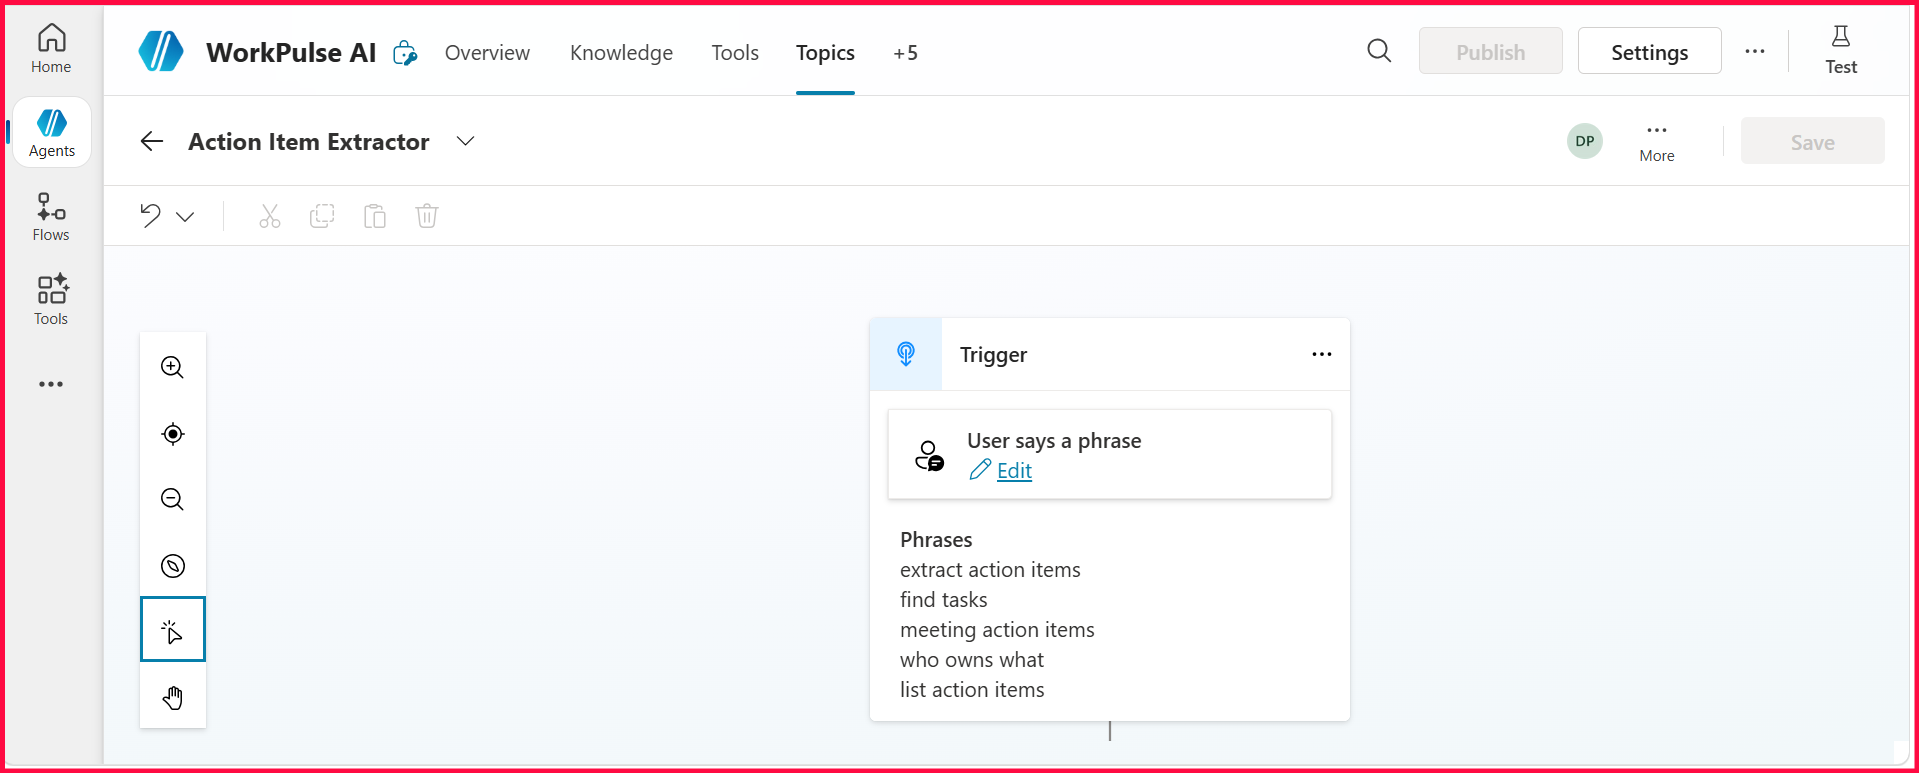 Home
Agents
Flows
Tools
WorkPulse AI
Overview
Knowledge
Tools
Topics
+5
Publish
Settings
Test
Action Item Extractor
DP
More
Save
Trigger
User says a phrase
Edit
Phrases
extract action items
find tasks
meeting action items
who owns what
list action items